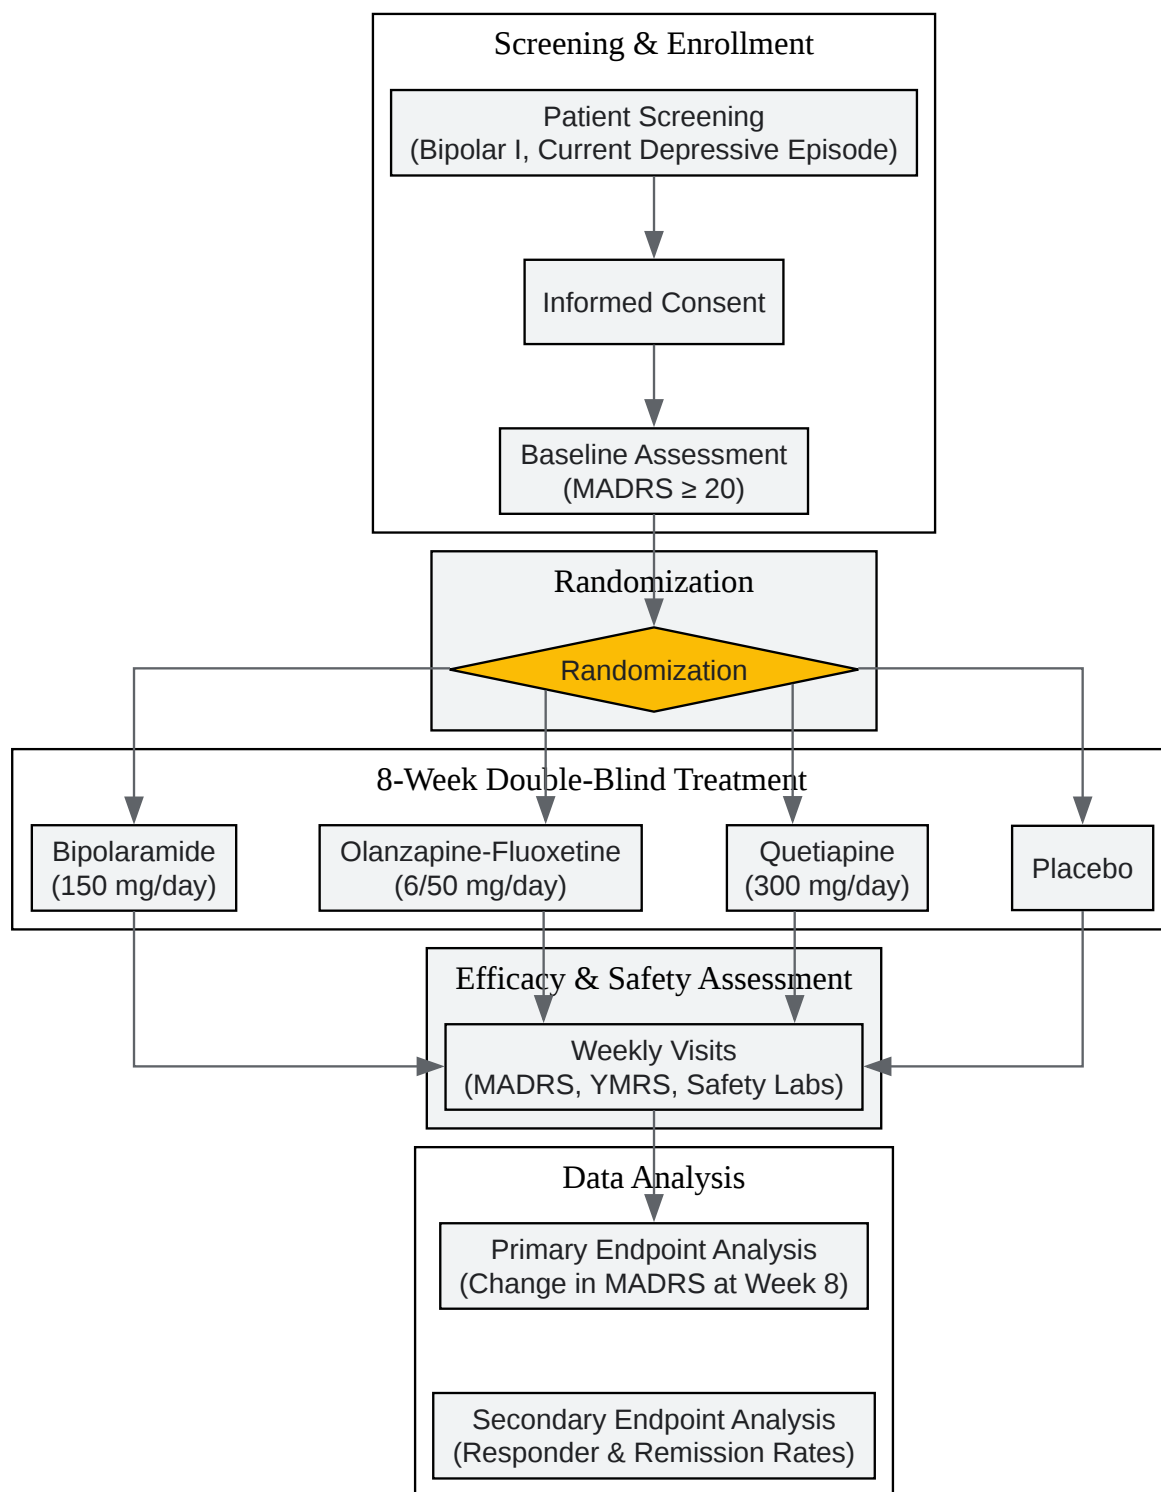 Screening & Enrollment
Patient Screening
(Bipolar I, Current Depressive Episode)
Informed Consent
Baseline Assessment
(MADRS ≥ 20)
Randomization
Randomization
8-Week Double-Blind Treatment
Bipolaramide
(150 mg/day)
Olanzapine-Fluoxetine
(6/50 mg/day)
Quetiapine
(300 mg/day)
Placebo
Efficacy & Safety Assessment
Weekly Visits
(MADRS, YMRS, Safety Labs)
Data Analysis
Primary Endpoint Analysis
(Change in MADRS at Week 8)
Secondary Endpoint Analysis
(Responder & Remission Rates)